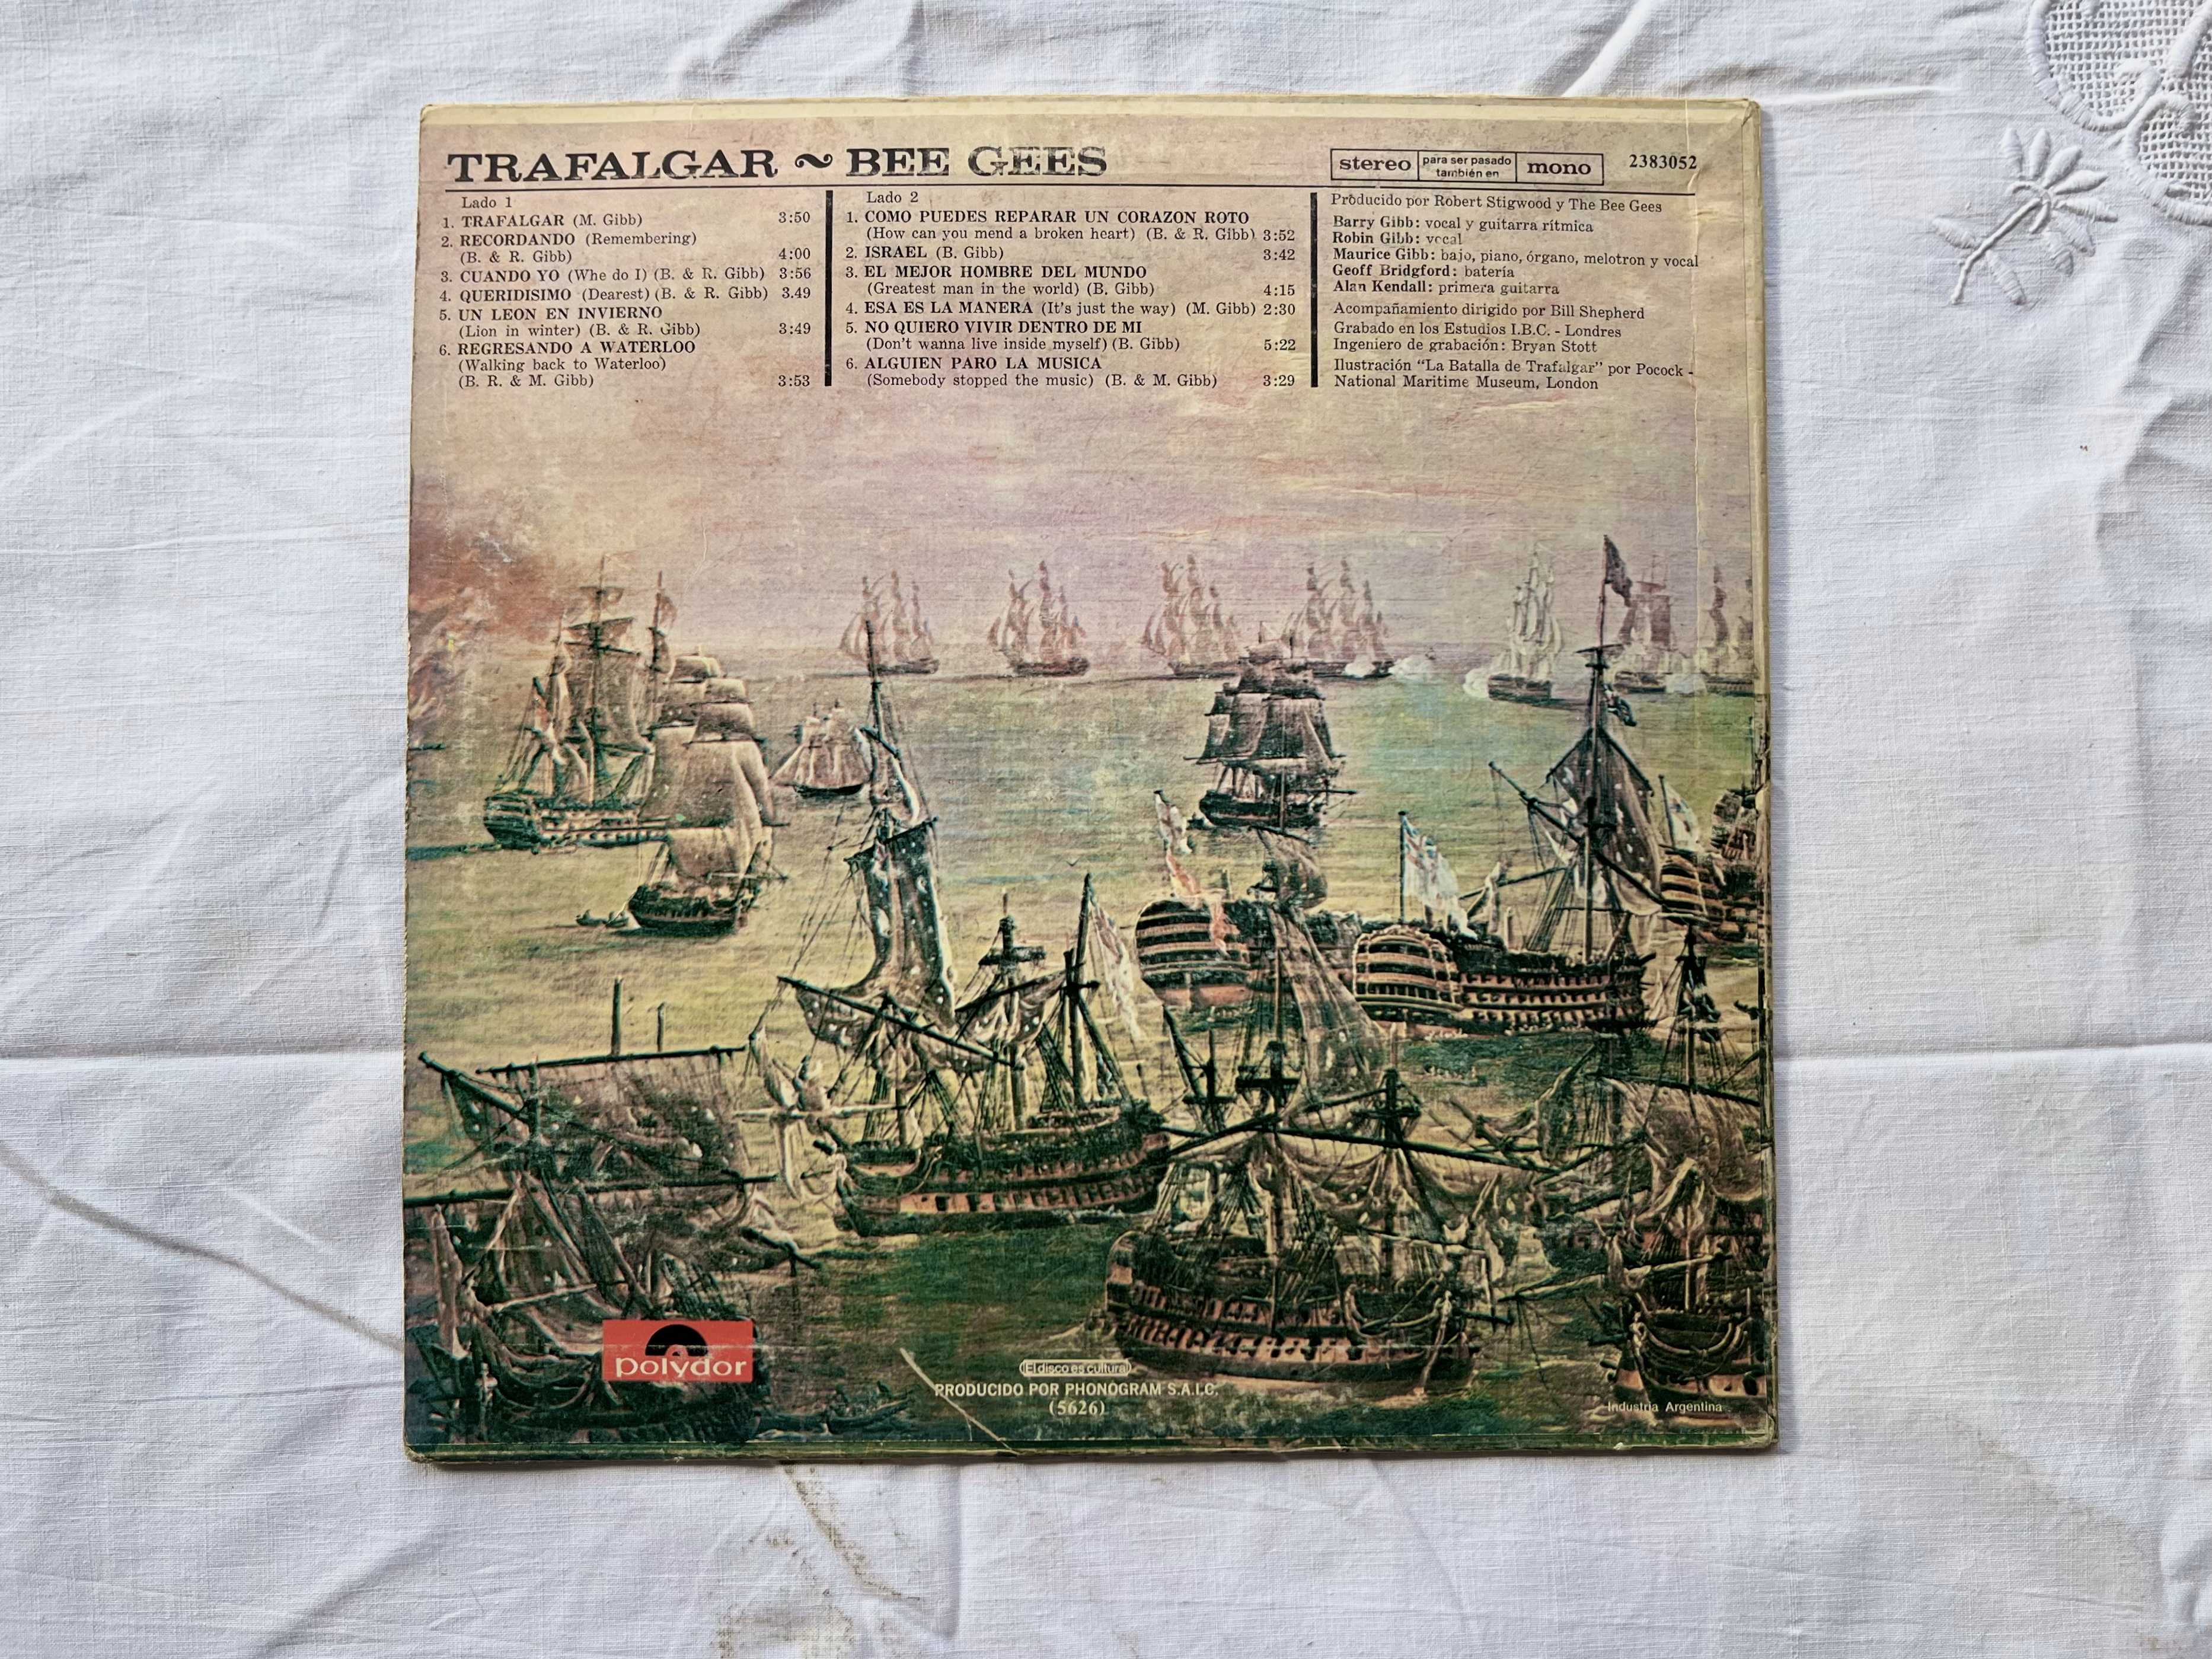 TRAFALGAR ~ BEE GEES
stereo para ser pasado también en mono 2383052
Lado 1
1. TRAFALGAR (M. Gibb) 3:50
2. RECORDANDO (Remembering)
(B. & R. Gibb) 4:00
3. CUANDO YO (Whe do I) (B. & R. Gibb) 3:56
4. QUERIDISIMO (Dearest) (B. & R. Gibb) 3.49
5. UN LEON EN INVIERNO
(Lion in winter) (B. & R. Gibb) 3:49
6. REGRESANDO A WATERLOO
(Walking back to Waterloo)
(B. R. & M. Gibb) 3:53
Lado 2
1. COMO PUEDES REPARAR UN CORAZON ROTO
(How can you mend a broken heart) (B. & R. Gibb) 3:52
2. ISRAEL (B. Gibb) 3:42
3. EL MEJOR HOMBRE DEL MUNDO
(Greatest man in the world) (B. Gibb) 4:15
4. ESA ES LA MANERA (It's just the way) (M. Gibb) 2:30
5. NO QUIERO VIVIR DENTRO DE MI
(Don't wanna live inside myself) (B. Gibb) 5:22
6. ALGUIEN PARO LA MUSICA
(Somebody stopped the music) (B. & M. Gibb) 3:29
Producido por Robert Stigwood y The Bee Gees
Barry Gibb: vocal y guitarra rítmica
Robin Gibb: vocal
Maurice Gibb: bajo, piano, órgano, melotron y vocal
Geoff Bridgford: batería
Alan Kendall: primera guitarra
Acompañamiento dirigido por Bill Shepherd
Grabado en los Estudios I.B.C. - Londres
Ingeniero de grabación: Bryan Stott
Ilustración "La Batalla de Trafalgar" por Pocock -
National Maritime Museum, London
polydor
El disco es cultura
PRODUCIDO POR PHONOGRAM S.A.I.C.
(5626)
Industria Argentina